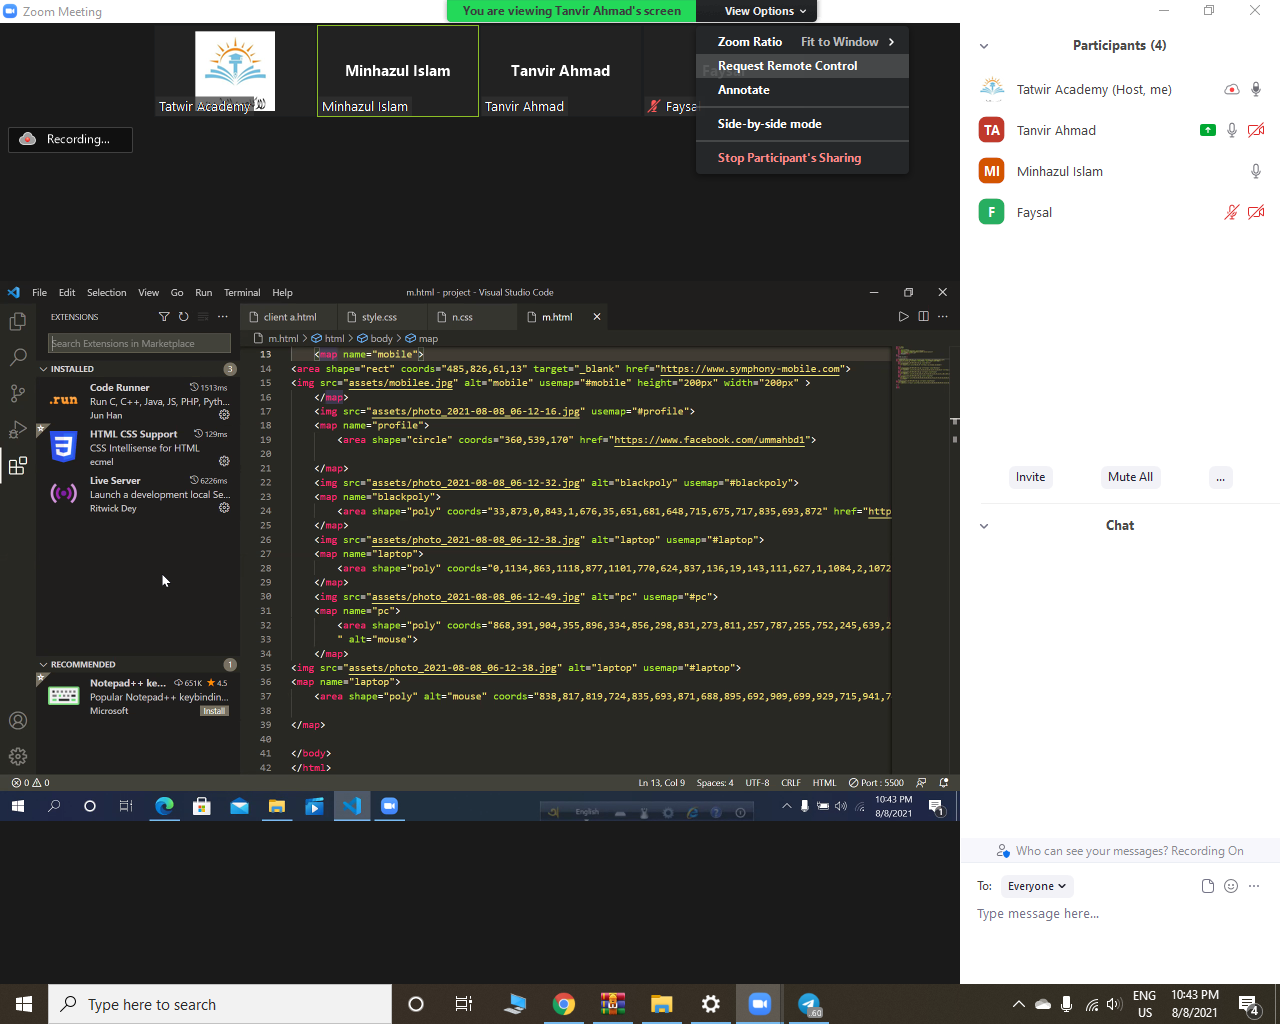 Zoom Meeting
You are viewing Tanvir Ahmad's screen
View Options
Zoom Ratio Fit to Window
Request Remote Control
Annotate
Side-by-side mode
Stop Participant's Sharing
Tatwir Academy
Minhazul Islam
Minhazul Islam
Tanvir Ahmad
Tanvir Ahmad
Recording...
Participants (4)
Tatwir Academy (Host, me)
TA Tanvir Ahmad
MI Minhazul Islam
F Faysal
Invite Mute All ...
Chat
Who can see your messages? Recording On
To: Everyone
Type message here...
File Edit Selection View Go Run Terminal Help
m.html - project - Visual Studio Code
EXTENSIONS
client a.html style.css n.css m.html
m.html > html > body > map
Search Extensions in Marketplace
INSTALLED 3
Code Runner 1513ms
Run C, C++, Java, JS, PHP, Pyth...
Jun Han
HTML CSS Support 129ms
CSS Intellisense for HTML
ecmel
Live Server 6226ms
Launch a development local Se...
Ritwick Dey
RECOMMENDED 1
Notepad++ ke... 651K 4.5
Popular Notepad++ keybindin...
Microsoft Install
13 <map name="mobile">
14 <area shape="rect" coords="485,826,61,13" target="_blank" href="https://www.symphony-mobile.com">
15 <img src="assets/mobilee.jpg" alt="mobile" usemap="#mobile" height="200px" width="200px" >
16 </map>
17 <img src="assets/photo_2021-08-08_06-12-16.jpg" usemap="#profile">
18 <map name="profile">
19 <area shape="circle" coords="360,539,170" href="https://www.facebook.com/ummahbd1">
20
21 </map>
22 <img src="assets/photo_2021-08-08_06-12-32.jpg" alt="blackpoly" usemap="#blackpoly">
23 <map name="blackpoly">
24 <area shape="poly" coords="33,873,0,843,1,676,35,651,681,648,715,675,717,835,693,872" href="http
25 </map>
26 <img src="assets/photo_2021-08-08_06-12-38.jpg" alt="laptop" usemap="#laptop">
27 <map name="laptop">
28 <area shape="poly" coords="0,1134,863,1118,877,1101,770,624,837,136,19,143,111,627,1,1084,2,1072
29 </map>
30 <img src="assets/photo_2021-08-08_06-12-49.jpg" alt="pc" usemap="#pc">
31 <map name="pc">
32 <area shape="poly" coords="868,391,904,355,896,334,856,298,831,273,811,257,787,255,752,245,639,2
33 " alt="mouse">
34 </map>
35 <img src="assets/photo_2021-08-08_06-12-38.jpg" alt="laptop" usemap="#laptop">
36 <map name="laptop">
37 <area shape="poly" alt="mouse" coords="838,817,819,724,835,693,871,688,895,692,909,699,929,715,941,7
38
39 </map>
40
41 </body>
42 </html>
0 0
Ln 13, Col 9 Spaces: 4 UTF-8 CRLF HTML Port : 5500
English
10:43 PM
8/8/2021
1
Type here to search
.60
ENG
US
10:43 PM
8/8/2021
4